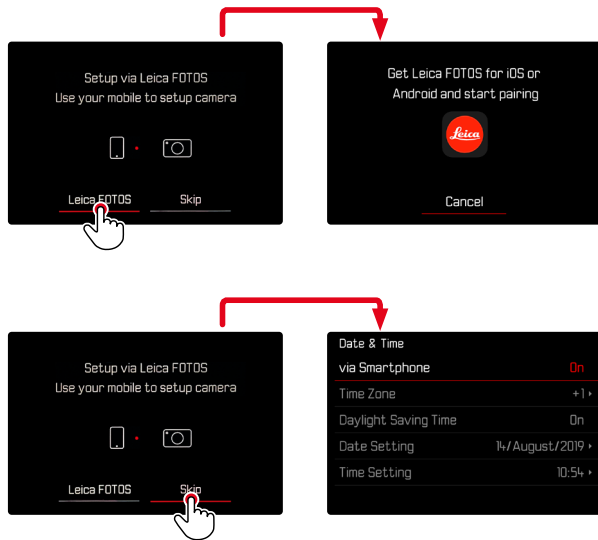 Setup via Leica FOTOS
Use your mobile to setup camera
Leica FOTOS Skip
Get Leica FOTOS for iOS or
Android and start pairing
Leica
Cancel
Setup via Leica FOTOS
Use your mobile to setup camera
Leica FOTOS Skip
Date & Time
via Smartphone On
Time Zone +1
Daylight Saving Time On
Date Setting 14/August/2019
Time Setting 10:54